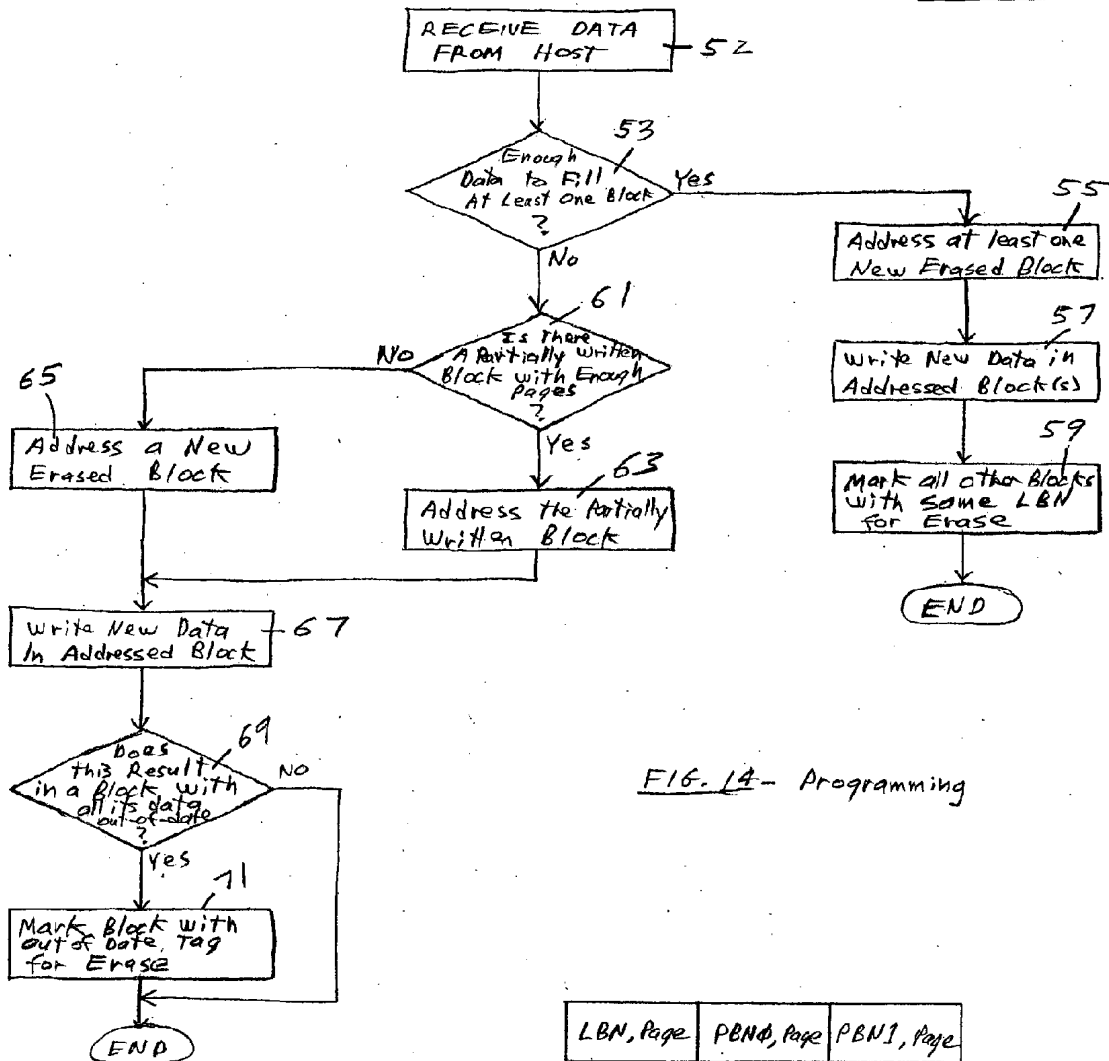 RECEIVE DATA
FROM HOST
52
53
Enough
Data to Fill
At Least One Block
?
Yes
No
55
Address at least one
New Erased Block
57
Write New Data in
Addressed Block(s)
59
Mark all other Blocks
with same LBN
for Erase
END
61
Is There
A Partially Written
Block with Enough
Pages
?
No
Yes
65
Address a New
Erased Block
63
Address the Partially
Written Block
Write New Data
In Addressed Block
67
69
Does
this Result
in a Block with
all its data
out-of-date
?
NO
Yes
71
Mark Block with
out of Date, Tag
for Erase
END
FIG. 14 - Programming
LBN, Page PBNØ, Page PBN1, Page